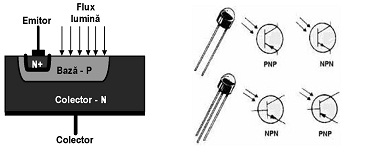 Emitor
Flux
lumină
N+
Bază - P
Colector - N
Colector
PNP
NPN
NPN
PNP